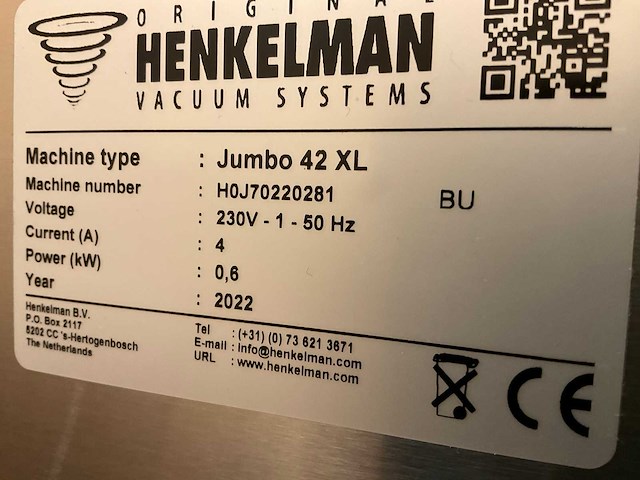 ORIGINAL
HENKELMAN
VACUUM SYSTEMS
Machine type : Jumbo 42 XL
Machine number : H0J70220281 BU
Voltage : 230V - 1 - 50 Hz
Current (A) : 4
Power (kW) : 0,6
Year : 2022
Henkelman B.V.
P.O. Box 2117
5202 CC 's-Hertogenbosch
The Netherlands
Tel : (+31) (0) 73 621 3671
E-mail : info@henkelman.com
URL : www.henkelman.com
CE